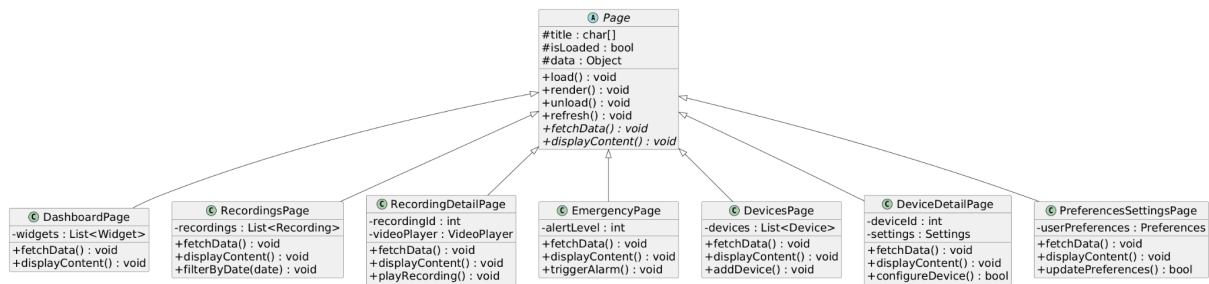 A Page
#title : char[]
#isLoaded : bool
#data : Object
+load() : void
+render() : void
+unload() : void
+refresh() : void
+fetchData() : void
+displayContent() : void
C DashboardPage
-widgets : List<Widget>
+fetchData() : void
+displayContent() : void
C RecordingsPage
-recordings : List<Recording>
+fetchData() : void
+displayContent() : void
+filterByDate(date) : void
C RecordingDetailPage
-recordingId : int
-videoPlayer : VideoPlayer
+fetchData() : void
+displayContent() : void
+playRecording() : void
C EmergencyPage
-alertLevel : int
+fetchData() : void
+displayContent() : void
+triggerAlarm() : void
C DevicesPage
-devices : List<Device>
+fetchData() : void
+displayContent() : void
+addDevice() : void
C DeviceDetailPage
-deviceId : int
-settings : Settings
+fetchData() : void
+displayContent() : void
+configureDevice() : bool
C PreferencesSettingsPage
-userPreferences : Preferences
+fetchData() : void
+displayContent() : void
+updatePreferences() : bool